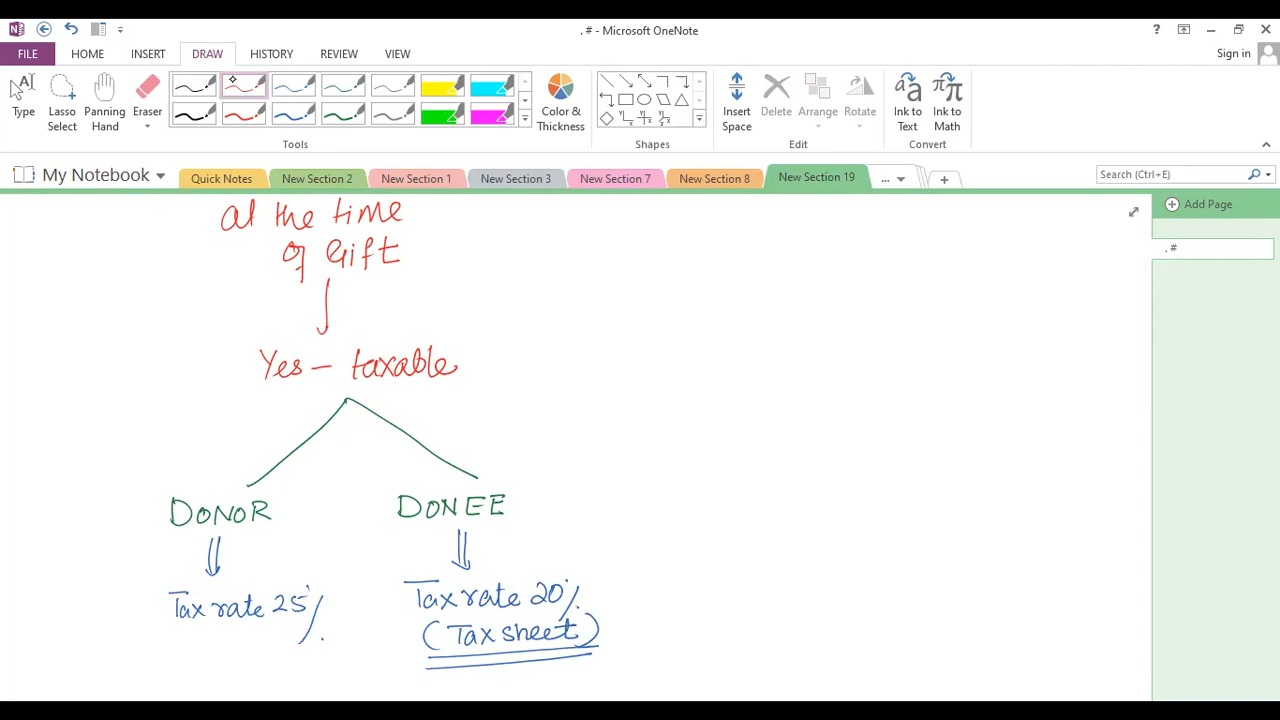 . # - Microsoft OneNote
FILE HOME INSERT DRAW HISTORY REVIEW VIEW
Sign in
Type
Lasso Select
Panning Hand
Eraser
Color & Thickness
Insert Space
Delete
Arrange
Rotate
Ink to Text
Ink to Math
Tools
Shapes
Edit
Convert
My Notebook
Quick Notes
New Section 2
New Section 1
New Section 3
New Section 7
New Section 8
New Section 19
...
Search (Ctrl+E)
Add Page
. #
at the time
of Gift
Yes - taxable
DONOR DONEE
Tax rate 25% Tax rate 20%
(Tax sheet)